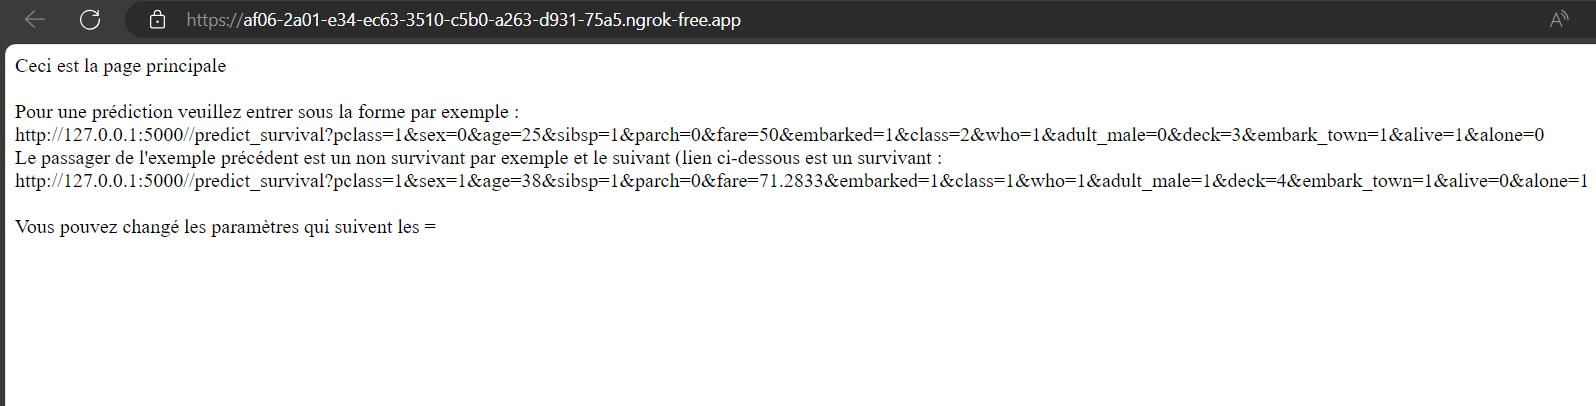 https://af06-2a01-e34-ec63-3510-c5b0-a263-d931-75a5.ngrok-free.app
Ceci est la page principale
Pour une prédiction veuillez entrer sous la forme par exemple :
http://127.0.0.1:5000//predict_survival?pclass=1&sex=0&age=25&sibsp=1&parch=0&fare=50&embarked=1&class=2&who=1&adult_male=0&deck=3&embark_town=1&alive=1&alone=0
Le passager de l'exemple précédent est un non survivant par exemple et le suivant (lien ci-dessous est un survivant :
http://127.0.0.1:5000//predict_survival?pclass=1&sex=1&age=38&sibsp=1&parch=0&fare=71.2833&embarked=1&class=1&who=1&adult_male=1&deck=4&embark_town=1&alive=0&alone=1
Vous pouvez changé les paramètres qui suivent les =